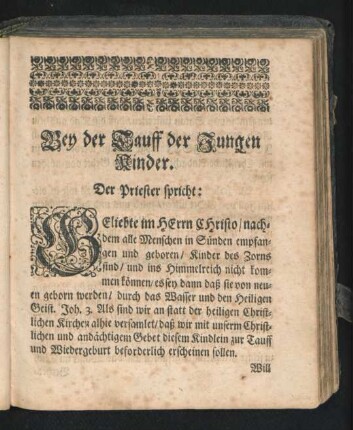 Bey der Tauff der Jungen
Kinder.
Der Priester spricht:
GEliebte im HErrn CHristo/ nach-
dem alle Menschen in Sünden empfan-
gen und geboren/ Kinder des Zorns
sind/ und ins Himmelreich nicht kom-
men können/ es sey dann daß sie von neu-
en geborn werden/ durch das Wasser und den Heiligen
Geist. Joh. 3. Als sind wir an statt der heiligen Christ-
lichen Kirchen alhie versamlet/ daß wir mit unserm Christ-
lichen und andächtigem Gebet diesem Kindlein zur Tauff
und Wiedergeburt beforderlich erscheinen sollen.
Will